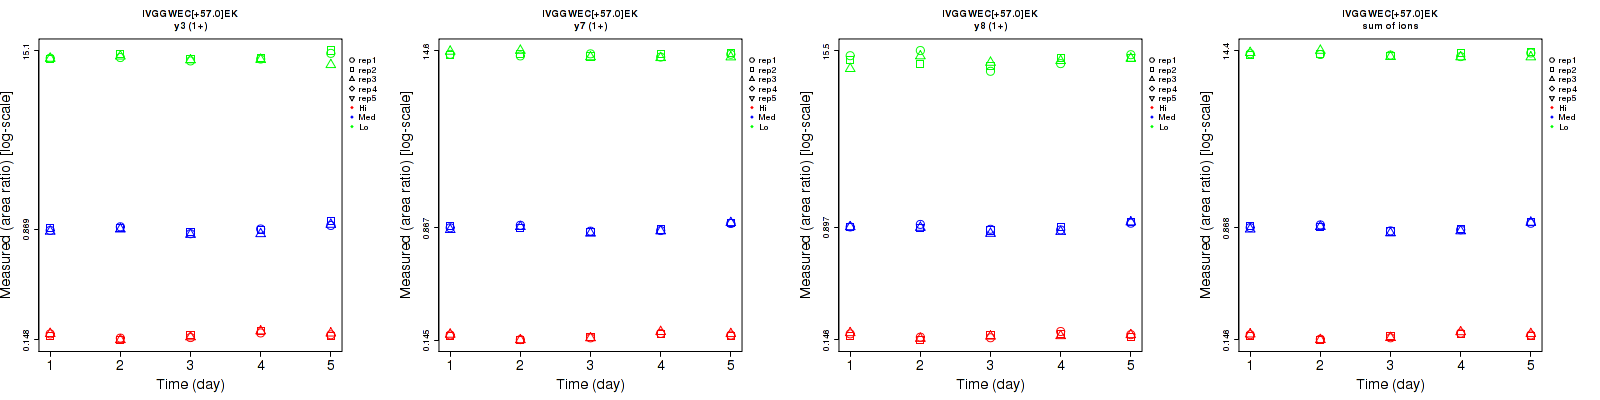 IVGGWEC[+57.0]EK
y3 (1+)
Measured (area ratio) [log-scale]
15.1
0.869
0.148
1 2 3 4 5
Time (day)
rep1
rep2
rep3
rep4
rep5
Hi
Med
Lo
IVGGWEC[+57.0]EK
y7 (1+)
Measured (area ratio) [log-scale]
14.6
0.867
0.145
1 2 3 4 5
Time (day)
rep1
rep2
rep3
rep4
rep5
Hi
Med
Lo
IVGGWEC[+57.0]EK
y8 (1+)
Measured (area ratio) [log-scale]
15.5
0.897
0.146
1 2 3 4 5
Time (day)
rep1
rep2
rep3
rep4
rep5
Hi
Med
Lo
IVGGWEC[+57.0]EK
sum of ions
Measured (area ratio) [log-scale]
14.4
0.868
0.146
1 2 3 4 5
Time (day)
rep1
rep2
rep3
rep4
rep5
Hi
Med
Lo